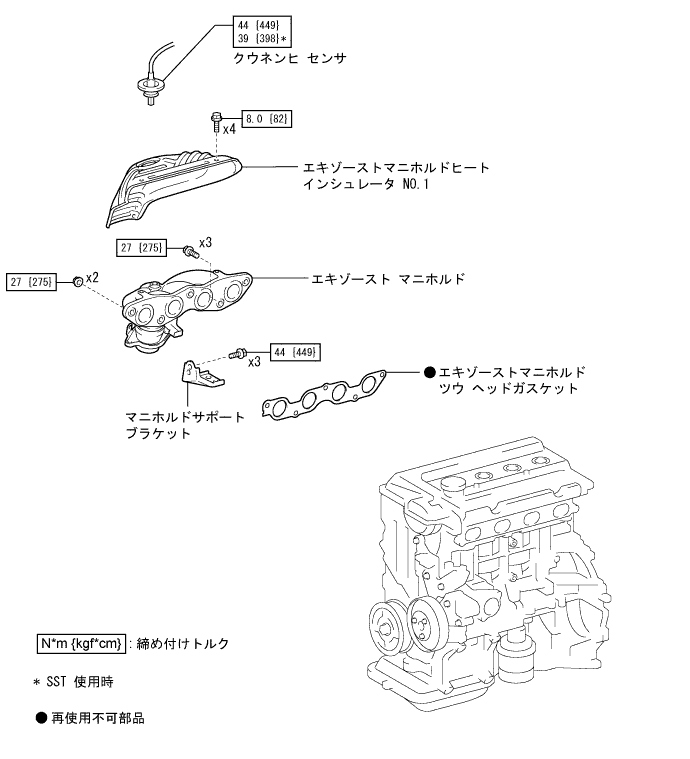 44 {449}
39 {398}*
クウネンヒ センサ
8.0 {82}
x4
エキゾーストマニホルドヒート
インシュレータ NO.1
27 {275}
x3
27 {275}
x2
エキゾースト マニホルド
44 {449}
x3
●エキゾーストマニホルド
ツウ ヘッドガスケット
マニホルドサポート
ブラケット
N*m {kgf*cm} : 締め付けトルク
* SST 使用時
● 再使用不可部品